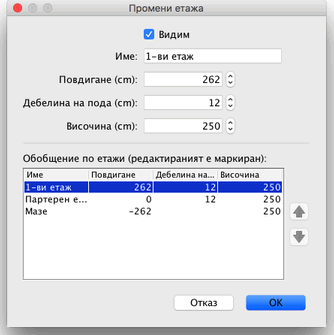 Промени етажа
Видим
Име: 1-ви етаж
Повдигане (cm): 262
Дебелина на пода (cm): 12
Височина (cm): 250
Обобщение по етажи (редактираният е маркиран):
Име Повдигане Дебелина на... Височина
1-ви етаж 262 12 250
Партерен е... 0 12 250
Мазе -262 250
Отказ OK